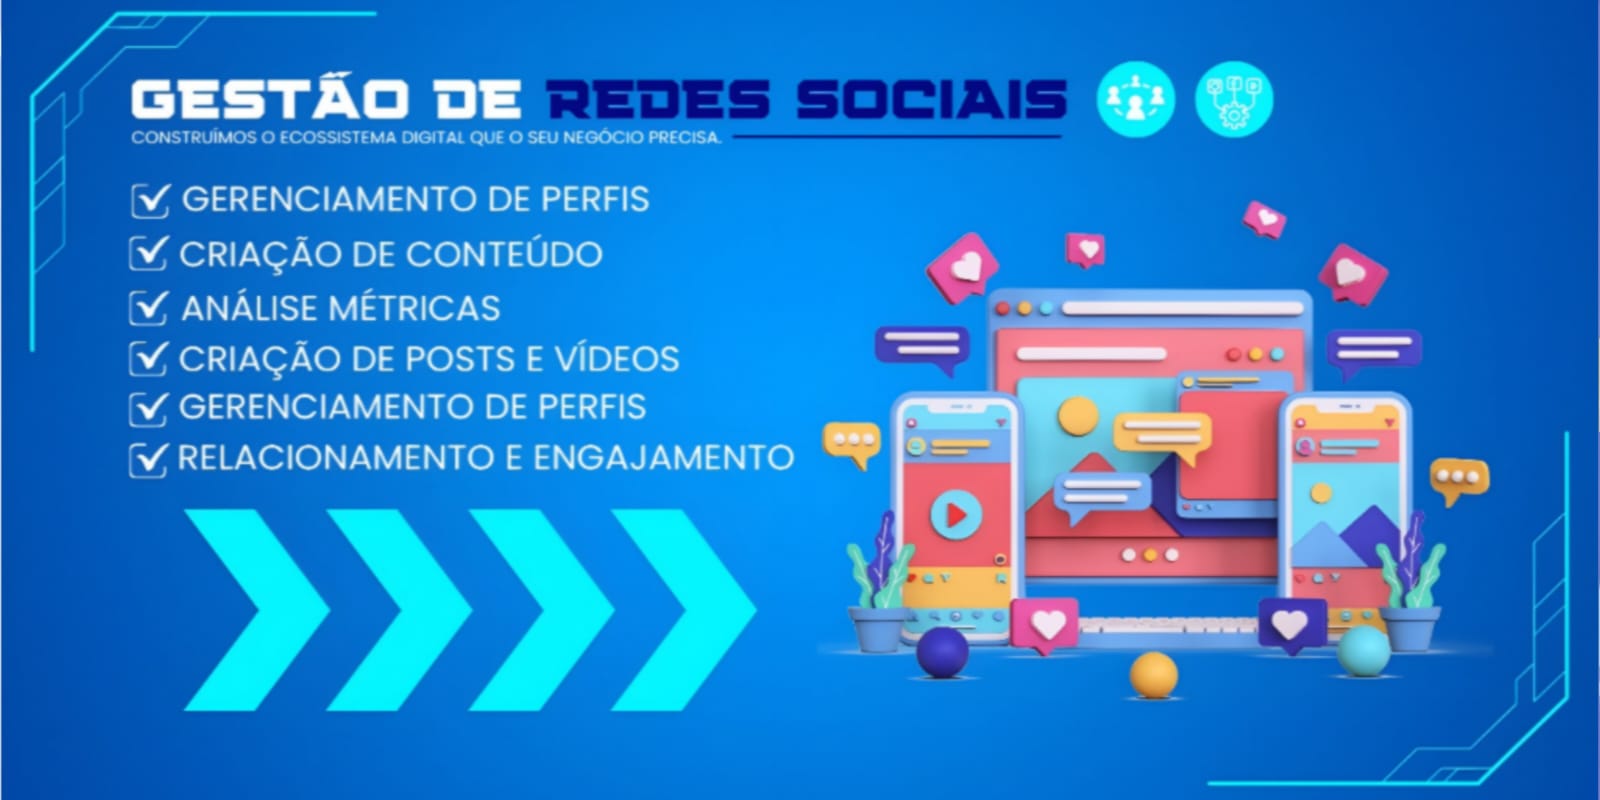 GESTÃO DE REDES SOCIAIS
CONSTRUÍMOS O ECOSSISTEMA DIGITAL QUE O SEU NEGÓCIO PRECISA.
GERENCIAMENTO DE PERFIS
CRIAÇÃO DE CONTEÚDO
ANÁLISE MÉTRICAS
CRIAÇÃO DE POSTS E VÍDEOS
GERENCIAMENTO DE PERFIS
RELACIONAMENTO E ENGAJAMENTO